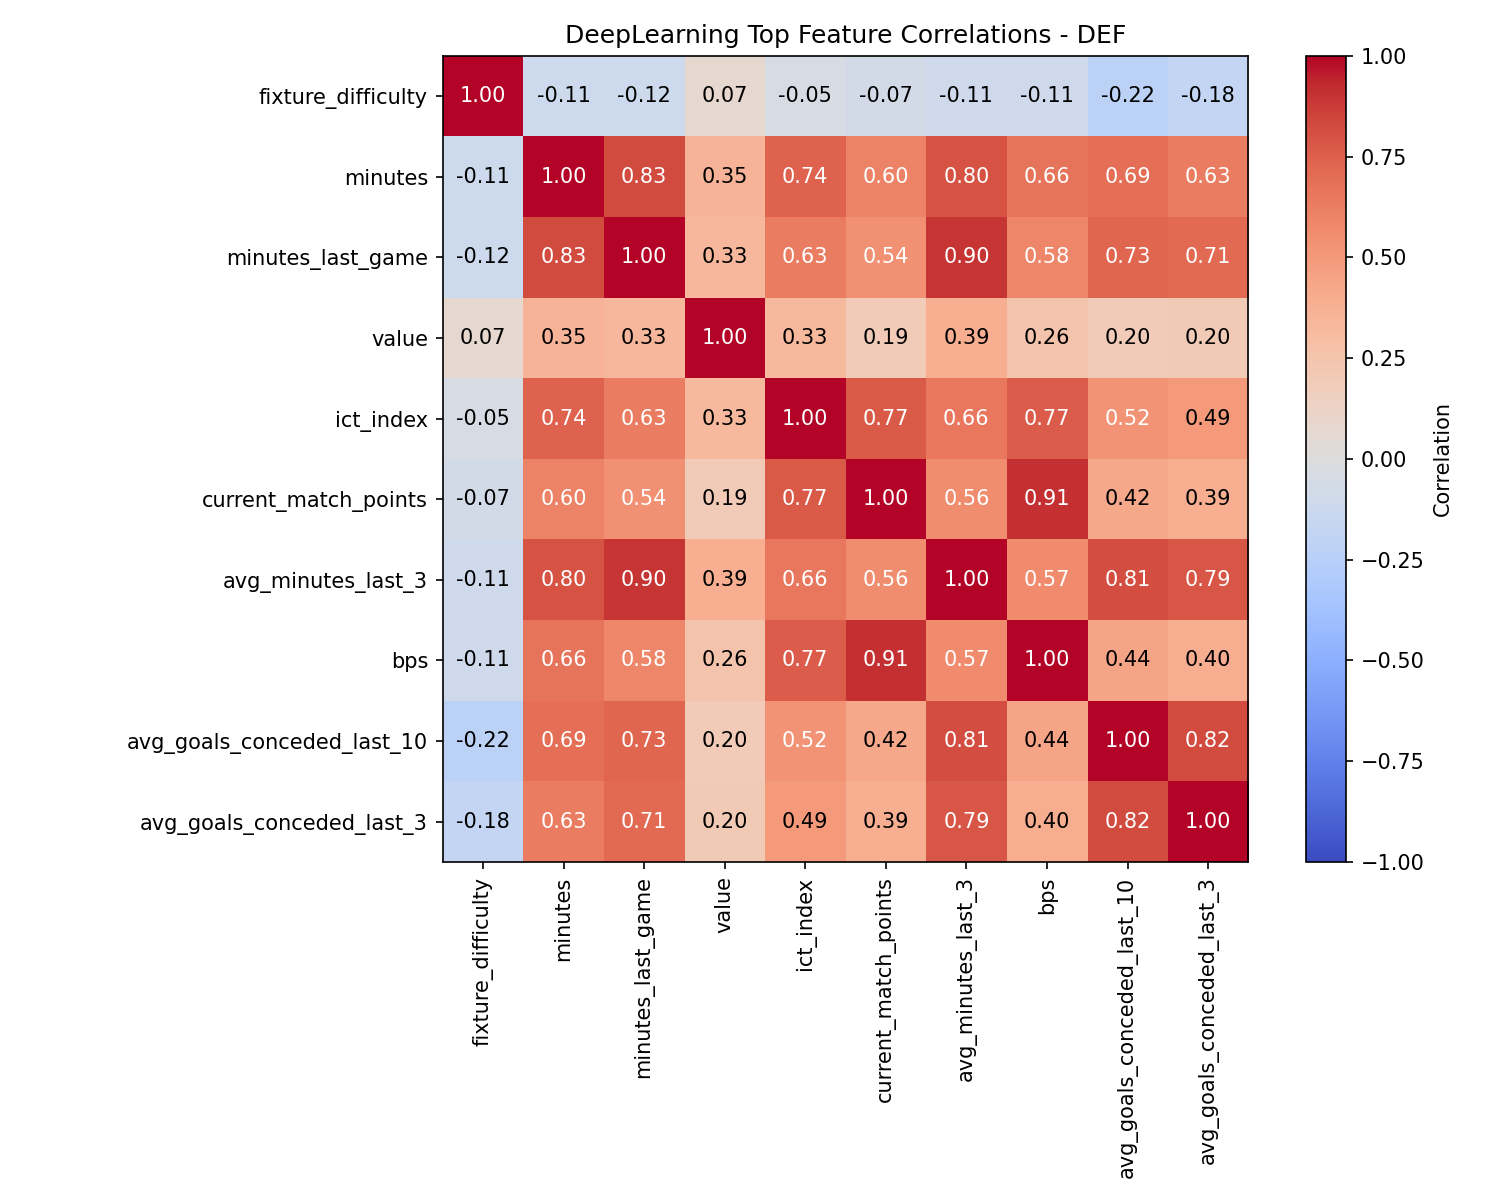 DeepLearning Top Feature Correlations - DEF
fixture_difficulty 1.00 -0.11 -0.12 0.07 -0.05 -0.07 -0.11 -0.11 -0.22 -0.18
minutes -0.11 1.00 0.83 0.35 0.74 0.60 0.80 0.66 0.69 0.63
minutes_last_game -0.12 0.83 1.00 0.33 0.63 0.54 0.90 0.58 0.73 0.71
value 0.07 0.35 0.33 1.00 0.33 0.19 0.39 0.26 0.20 0.20
ict_index -0.05 0.74 0.63 0.33 1.00 0.77 0.66 0.77 0.52 0.49
current_match_points -0.07 0.60 0.54 0.19 0.77 1.00 0.56 0.91 0.42 0.39
avg_minutes_last_3 -0.11 0.80 0.90 0.39 0.66 0.56 1.00 0.57 0.81 0.79
bps -0.11 0.66 0.58 0.26 0.77 0.91 0.57 1.00 0.44 0.40
avg_goals_conceded_last_10 -0.22 0.69 0.73 0.20 0.52 0.42 0.81 0.44 1.00 0.82
avg_goals_conceded_last_3 -0.18 0.63 0.71 0.20 0.49 0.39 0.79 0.40 0.82 1.00
fixture_difficulty
minutes
minutes_last_game
value
ict_index
current_match_points
avg_minutes_last_3
bps
avg_goals_conceded_last_10
avg_goals_conceded_last_3
1.00
0.75
0.50
0.25
0.00
−0.25
−0.50
−0.75
−1.00
Correlation